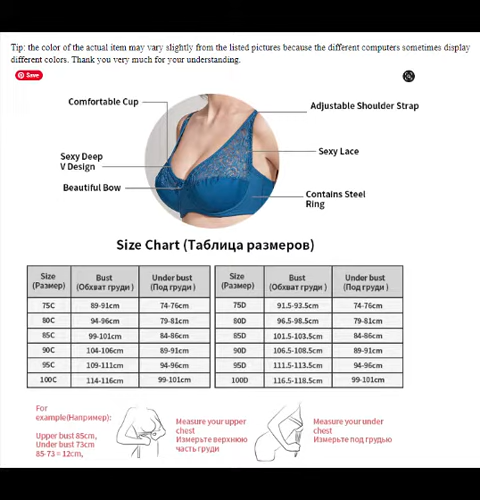 Tip: the color of the actual item may vary slightly from the listed pictures because the different computers sometimes display
different colors. Thank you very much for your understanding.
Save
Comfortable Cup
Adjustable Shoulder Strap
Sexy Lace
Sexy Deep
V Design
Beautiful Bow
Contains Steel
Ring
Size Chart (Таблица размеров)
Size (Размер) Bust (Обхват груди) Under bust (Под груди) Size (Размер) Bust (Обхват груди) Under bust (Под груди)
75C 89-91cm 74-76cm 75D 91.5-93.5cm 74-76cm
80C 94-96cm 79-81cm 80D 96.5-98.5cm 79-81cm
85C 99-101cm 84-86cm 85D 101.5-103.5cm 84-86cm
90C 104-106cm 89-91cm 90D 106.5-108.5cm 89-91cm
95C 109-111cm 94-96cm 95D 111.5-113.5cm 94-96cm
100C 114-116cm 99-101cm 100D 116.5-118.5cm 99-101cm
For
example(Например):
Upper bust 85cm,
Under bust 73cm
85-73 = 12cm,
Measure your upper
chest
Измерьте верхнюю
часть груди
Measure your under
chest
Измерьте под грудью